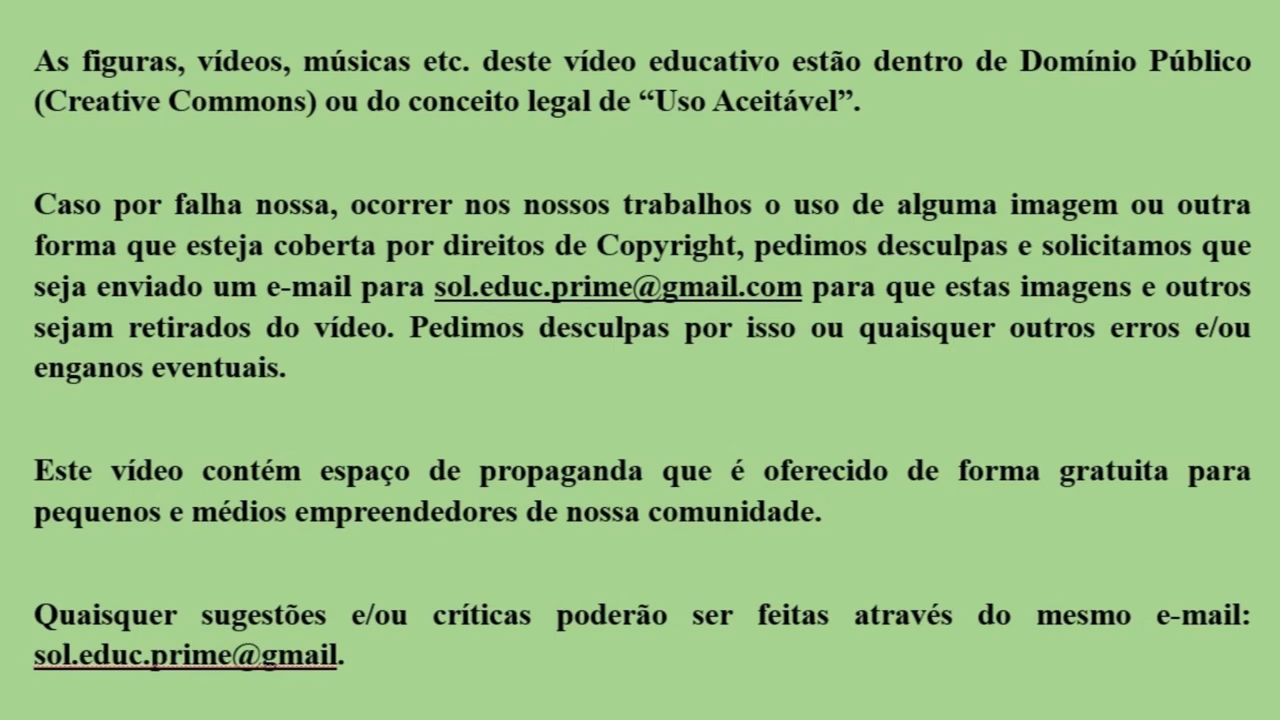 As figuras, vídeos, músicas etc. deste vídeo educativo estão dentro de Domínio Público
(Creative Commons) ou do conceito legal de “Uso Aceitável”.
Caso por falha nossa, ocorrer nos nossos trabalhos o uso de alguma imagem ou outra
forma que esteja coberta por direitos de Copyright, pedimos desculpas e solicitamos que
seja enviado um e-mail para sol.educ.prime@gmail.com para que estas imagens e outros
sejam retirados do vídeo. Pedimos desculpas por isso ou quaisquer outros erros e/ou
enganos eventuais.
Este vídeo contém espaço de propaganda que é oferecido de forma gratuita para
pequenos e médios empreendedores de nossa comunidade.
Quaisquer sugestões e/ou críticas poderão ser feitas através do mesmo e-mail:
sol.educ.prime@gmail.